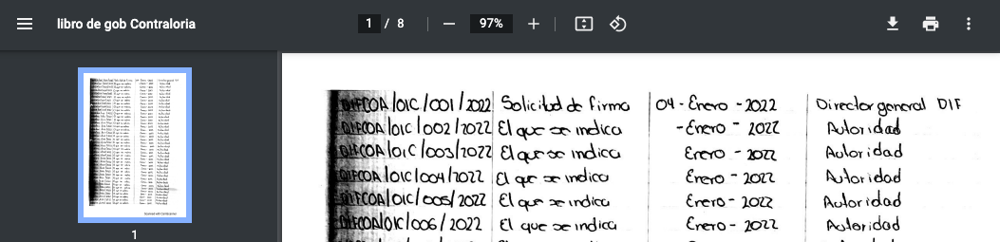 libro de gob Contraloria
1 / 8
97%
DIFCOA/OIC/001/2022 Solicitud de firma 04-Enero-2022 Director general DIF
DIFCOA/OIC/002/2022 El que se indica -Enero-2022 Autoridad
DIFCOA/OIC/003/2022 El que se indica Enero-2022 Autoridad
DIFCOA/OIC/004/2022 El que se indica Enero-2022 Autoridad
DIFCOA/OIC/005/2022 El que se indica Enero-2022 Autoridad
DIFCOA/OIC/006/2022 El que se indica Enero-2022 Autoridad
1